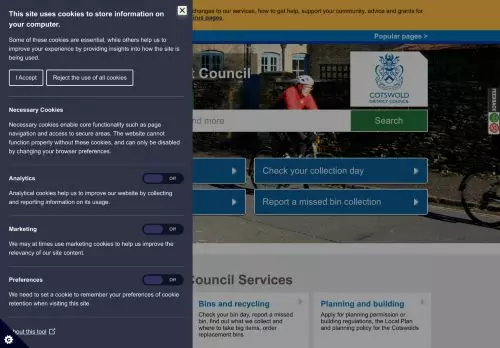 This site uses cookies to store information on
your computer.
Some of these cookies are essential, while others help us to
improve your experience by providing insights into how the site is
being used.
I Accept
Reject the use of all cookies
Necessary Cookies
Necessary cookies enable core functionality such as page
navigation and access to secure areas. The website cannot
function properly without these cookies, and can only be disabled
by changing your browser preferences.
Analytics
Off
Analytical cookies help us to improve our website by collecting
and reporting information on its usage.
Marketing
Off
We may at times use marketing cookies to help us improve the
relevancy of our site content.
Preferences
Off
We need to set a cookie to remember your preferences of cookie
retention when visiting this site.
About this tool
changes to our services, how to get help, support your community, advice and grants for
pages.
Popular pages >
Council
COTSWOLD
DISTRICT COUNCIL
and more
Search
Check your collection day
Report a missed bin collection
Council Services
Bins and recycling
Check your bin day, report a missed
bin, find out what we collect and
where to take big items, order
replacement bins
Planning and building
Apply for planning permission or
building regulations, the Local Plan
and planning policy for the Cotswolds